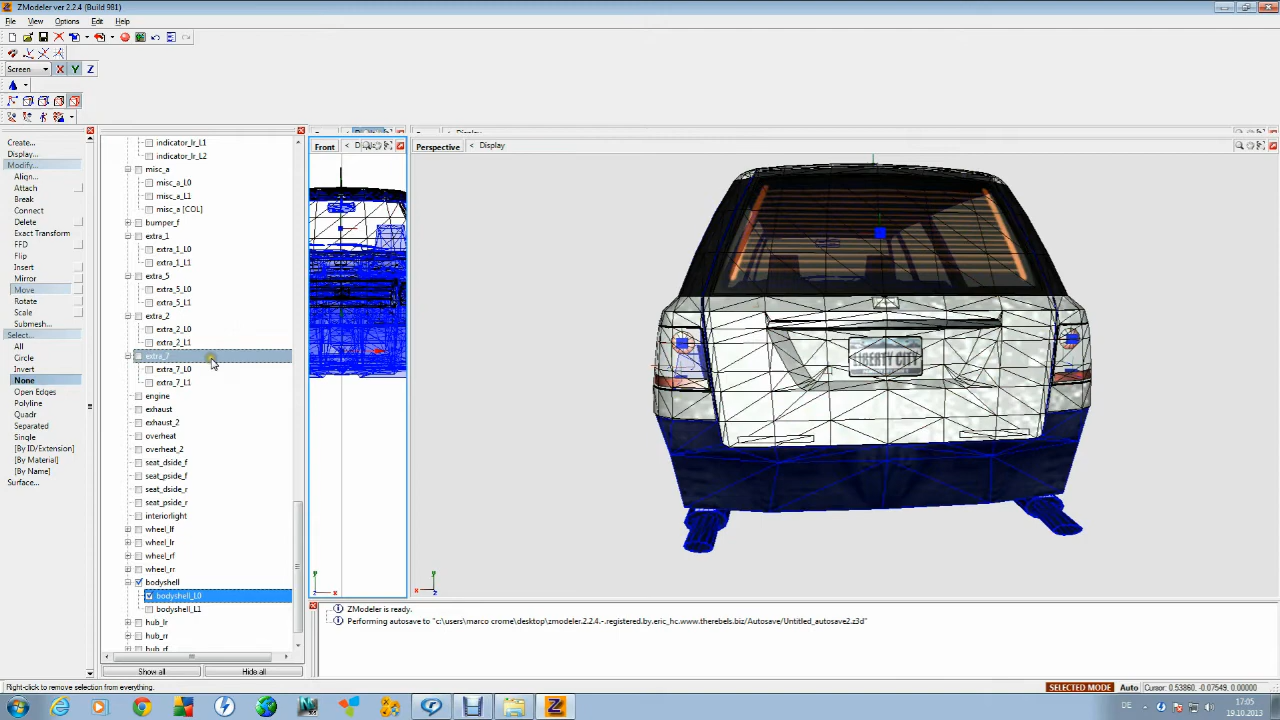 ZModeler ver 2.2.4 (Build 981)
File View Options Edit Help
Screen X Y Z
Create...
Display...
Modify...
Align...
Attach
Break
Connect
Delete
Exact Transform
FFD
Flip
Insert
Mirror
Move
Rotate
Scale
Submesh...
Select...
All
Circle
Invert
None
Open Edges
Polyline
Quadr
Separated
Single
[By ID/Extension)
[By Material]
[By Name]
Surface...
indicator_lr_L1
indicator_lr_L2
misc_a
misc_a_L0
misc_a_L1
misc_a [COL]
bumper_f
extra_1
extra_1_L0
extra_1_L1
extra_5
extra_5_L0
extra_5_L1
extra_2
extra_2_L0
extra_2_L1
extra_7
extra_7_L0
extra_7_L1
engine
exhaust
exhaust_2
overheat
overheat_2
seat_dside_f
seat_pside_f
seat_dside_r
seat_pside_r
interiorlight
wheel_lf
wheel_lr
wheel_rf
wheel_rr
bodyshell
bodyshell_L0
bodyshell_L1
hub_lr
hub_rr
hub_rf
Show all Hide all
Front
Perspective < Display
LIBERTY CITY
ZModeler is ready.
Performing autosave to "c:\users\marco crome\desktop\zmodeler.2.2.4.-.registered.by.eric_hc.www.therebels.biz/Autosave/Untitled_autosave2.z3d"
Right-click to remove selection from everything.
SELECTED MODE Auto Cursor: 0.53860, -0.07549, 0.00000
DE
17:05
19.10.2013